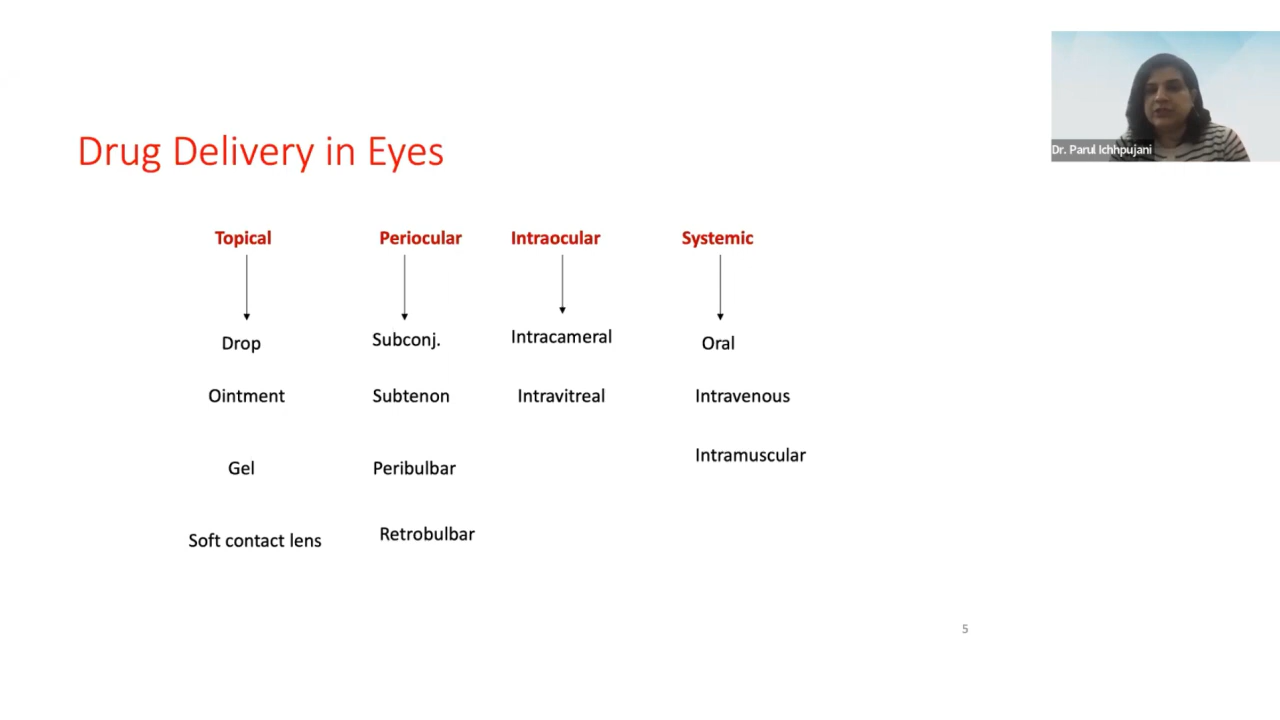 Dr. Parul Ichhpujani
Drug Delivery in Eyes
Topical
Periocular
Intraocular
Systemic
Drop
Subconj.
Intracameral
Oral
Ointment
Subtenon
Intravitreal
Intravenous
Intramuscular
Gel
Peribulbar
Soft contact lens
Retrobulbar
5